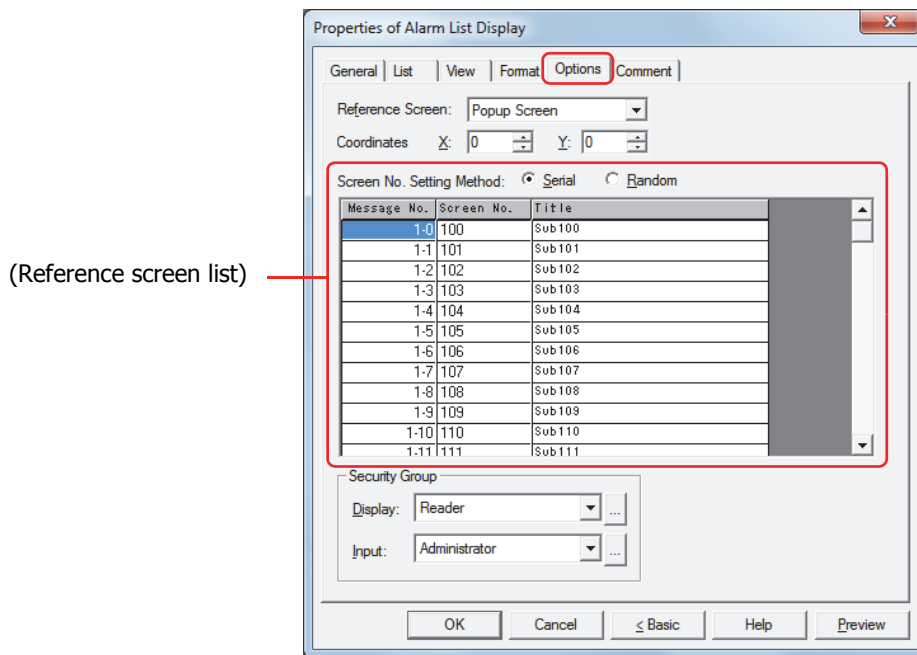 Properties of Alarm List Display
x
General List View Format Options Comment
Reference Screen: Popup Screen
Coordinates X: 0 Y: 0
Screen No. Setting Method: Serial Random
Message No. Screen No. Title
1-0 100 Sub100
1-1 101 Sub101
1-2 102 Sub102
(Reference screen list)
1-3 103 Sub103
1-4 104 Sub104
1-5 105 Sub105
1-6 106 Sub106
1-7 107 Sub107
1-8 108 Sub108
1-9 109 Sub109
1-10 110 Sub110
1-11 111 Sub111
Security Group
Display: Reader ...
Input: Administrator ...
OK Cancel < Basic Help Preview